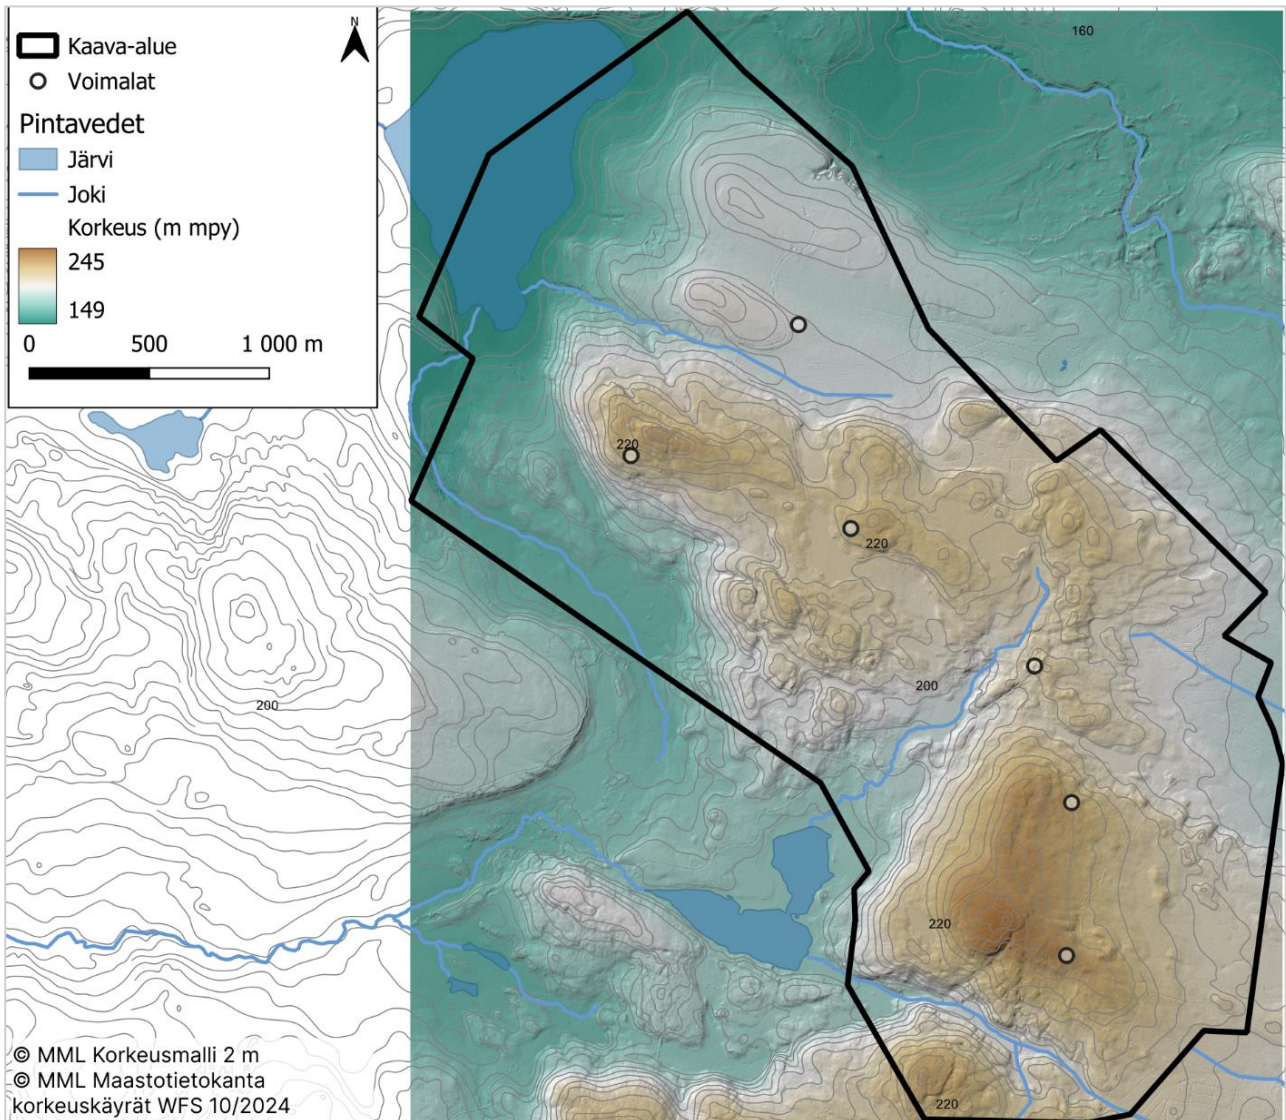 N
Kaava-alue
Voimalat
Pintavedet
Järvi
Joki
Korkeus (m mpy)
245
149
0 500 1 000 m
160
220
220
200
200
220
220
© MML Korkeusmalli 2 m
© MML Maastotietokanta
korkeuskäyrät WFS 10/2024